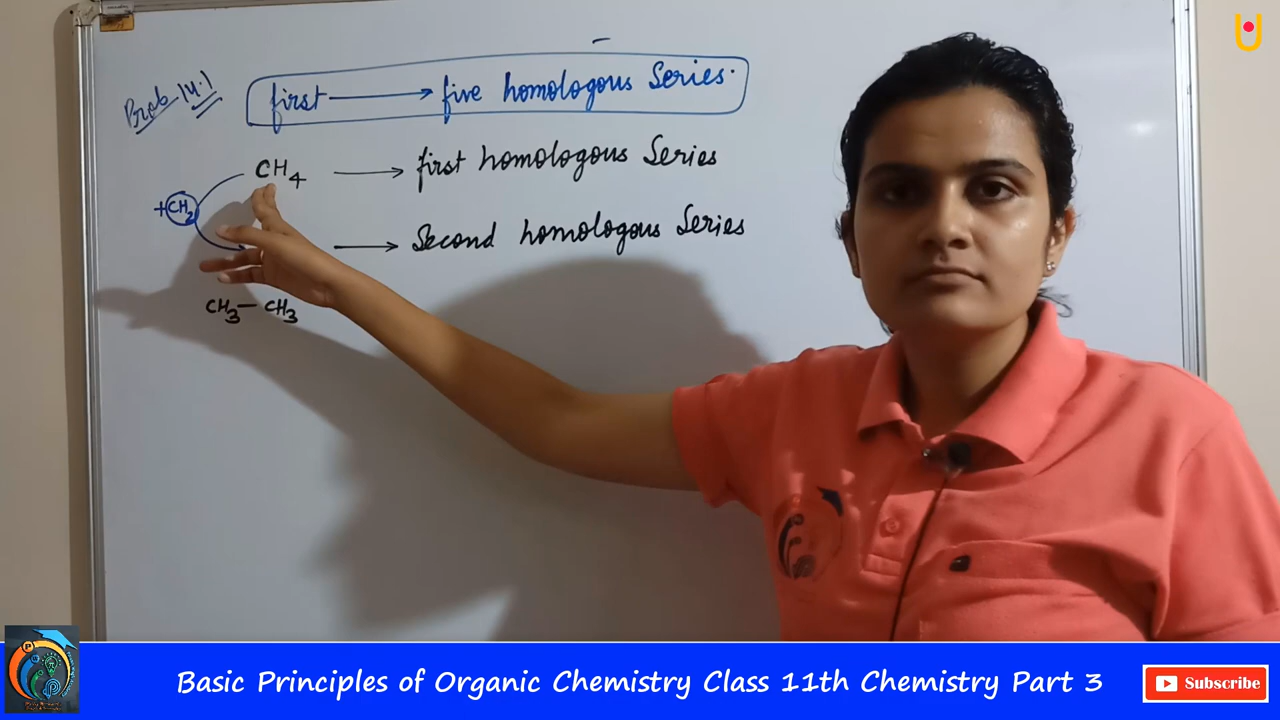 Prob 14.1
first → five homologous Series.
CH4 → first homologous Series
+CH2
→ Second homologous Series
CH3 — CH3
Basic Principles of Organic Chemistry Class 11th Chemistry Part 3
Subscribe